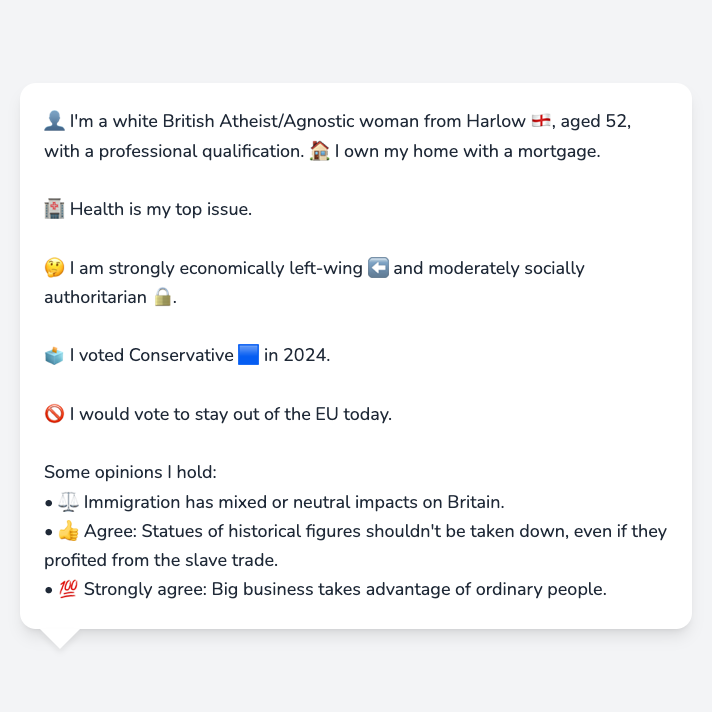 👤 I'm a white British Atheist/Agnostic woman from Harlow 🏴󠁧󠁢󠁥󠁮󠁧󠁿, aged 52,
with a professional qualification. 🏠 I own my home with a mortgage.
🏥 Health is my top issue.
🤔 I am strongly economically left-wing ⬅️ and moderately socially
authoritarian 🔒.
🗳️ I voted Conservative 🟦 in 2024.
🚫 I would vote to stay out of the EU today.
Some opinions I hold:
• ⚖️ Immigration has mixed or neutral impacts on Britain.
• 👍 Agree: Statues of historical figures shouldn't be taken down, even if they
profited from the slave trade.
• 💯 Strongly agree: Big business takes advantage of ordinary people.